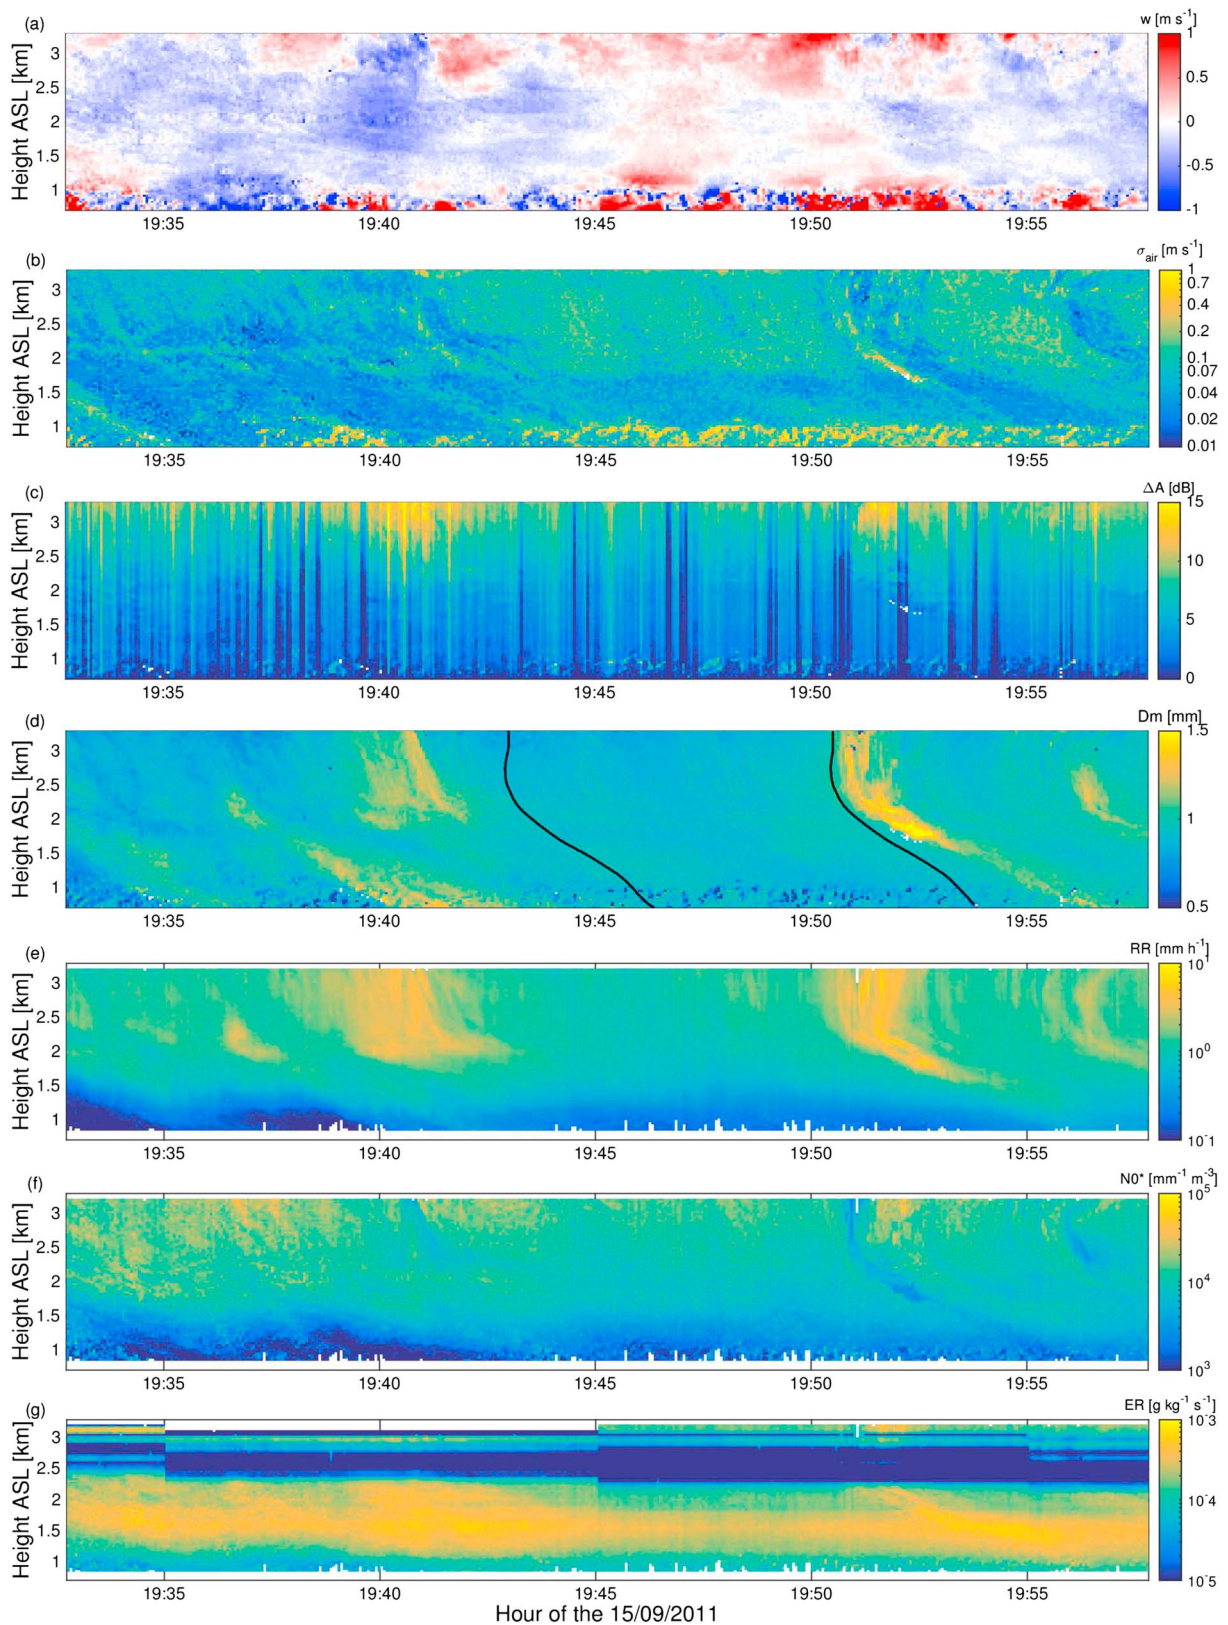 (a) w [m s⁻¹]
Height ASL [km]
3
2.5
2
1.5
1
1
0.5
0
-0.5
-1
19:35 19:40 19:45 19:50 19:55
(b) σair [m s⁻¹]
Height ASL [km]
3
2.5
2
1.5
1
1
0.7
0.4
0.2
0.1
0.07
0.04
0.02
0.01
19:35 19:40 19:45 19:50 19:55
(c) ΔA [dB]
Height ASL [km]
3
2.5
2
1.5
1
15
10
5
0
19:35 19:40 19:45 19:50 19:55
(d) Dm [mm]
Height ASL [km]
3
2.5
2
1.5
1
1.5
1
0.5
19:35 19:40 19:45 19:50 19:55
(e) RR [mm h⁻¹]
Height ASL [km]
3
2.5
2
1.5
1
10¹
10⁰
10⁻¹
19:35 19:40 19:45 19:50 19:55
(f) N0* [mm⁻¹ m⁻³]
Height ASL [km]
3
2.5
2
1.5
1
10⁵
10⁴
10³
19:35 19:40 19:45 19:50 19:55
(g) ER [g kg⁻¹ s⁻¹]
Height ASL [km]
3
2.5
2
1.5
1
10⁻³
10⁻⁴
10⁻⁵
19:35 19:40 19:45 19:50 19:55
Hour of the 15/09/2011